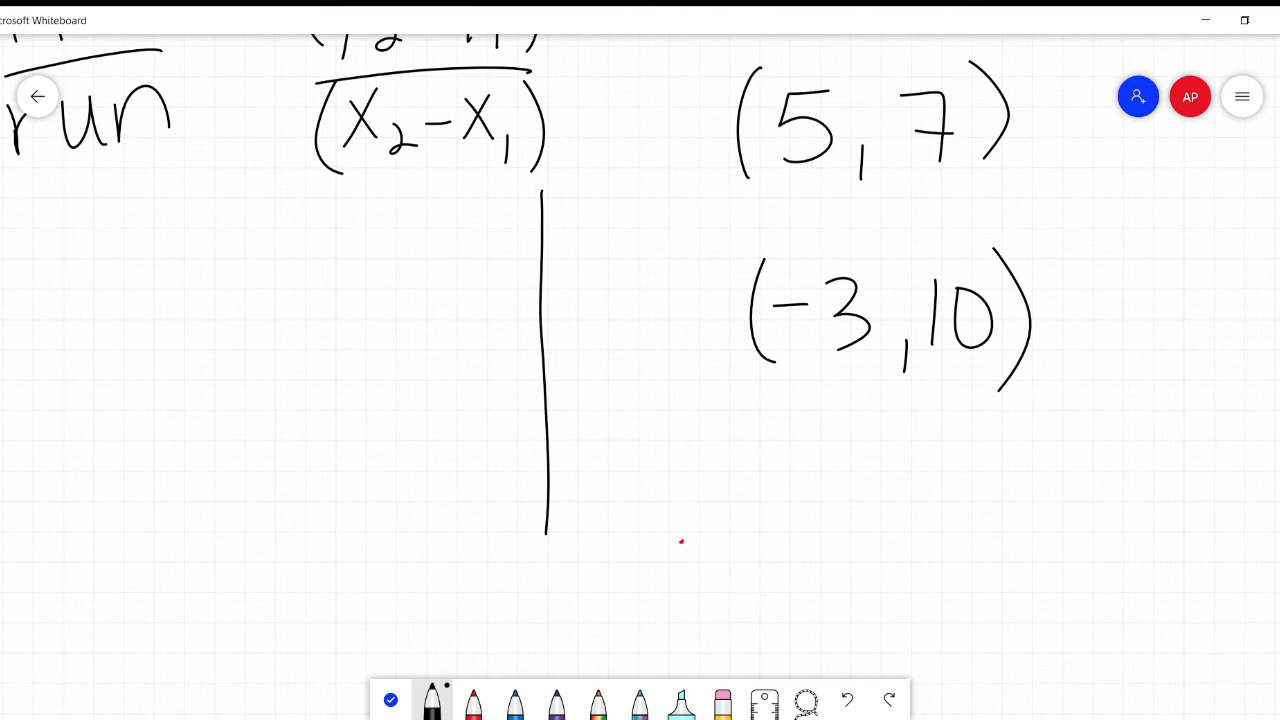 crosoft Whiteboard
AP
run
(X₂-X₁)
(5, 7)
(-3, 10)